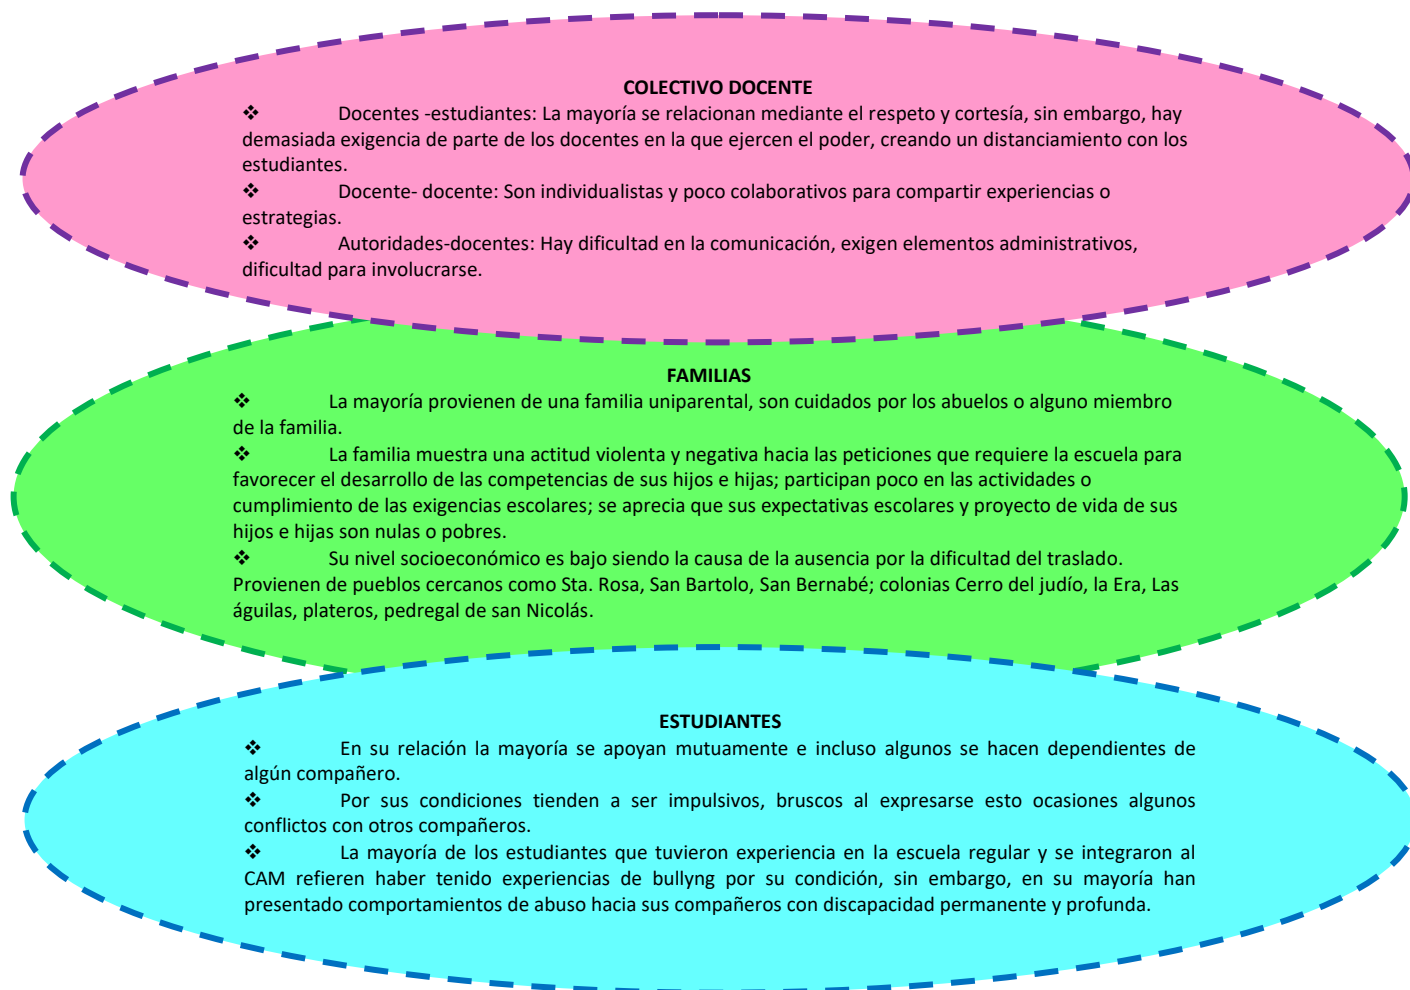 COLECTIVO DOCENTE
❖ Docentes -estudiantes: La mayoría se relacionan mediante el respeto y cortesía, sin embargo, hay
demasiada exigencia de parte de los docentes en la que ejercen el poder, creando un distanciamiento con los
estudiantes.
❖ Docente- docente: Son individualistas y poco colaborativos para compartir experiencias o
estrategias.
❖ Autoridades-docentes: Hay dificultad en la comunicación, exigen elementos administrativos,
dificultad para involucrarse.
FAMILIAS
❖ La mayoría provienen de una familia uniparental, son cuidados por los abuelos o alguno miembro
de la familia.
❖ La familia muestra una actitud violenta y negativa hacia las peticiones que requiere la escuela para
favorecer el desarrollo de las competencias de sus hijos e hijas; participan poco en las actividades o
cumplimiento de las exigencias escolares; se aprecia que sus expectativas escolares y proyecto de vida de sus
hijos e hijas son nulas o pobres.
❖ Su nivel socioeconómico es bajo siendo la causa de la ausencia por la dificultad del traslado.
Provienen de pueblos cercanos como Sta. Rosa, San Bartolo, San Bernabé; colonias Cerro del judío, la Era, Las
águilas, plateros, pedregal de san Nicolás.
ESTUDIANTES
❖ En su relación la mayoría se apoyan mutuamente e incluso algunos se hacen dependientes de
algún compañero.
❖ Por sus condiciones tienden a ser impulsivos, bruscos al expresarse esto ocasiones algunos
conflictos con otros compañeros.
❖ La mayoría de los estudiantes que tuvieron experiencia en la escuela regular y se integraron al
CAM refieren haber tenido experiencias de bullyng por su condición, sin embargo, en su mayoría han
presentado comportamientos de abuso hacia sus compañeros con discapacidad permanente y profunda.